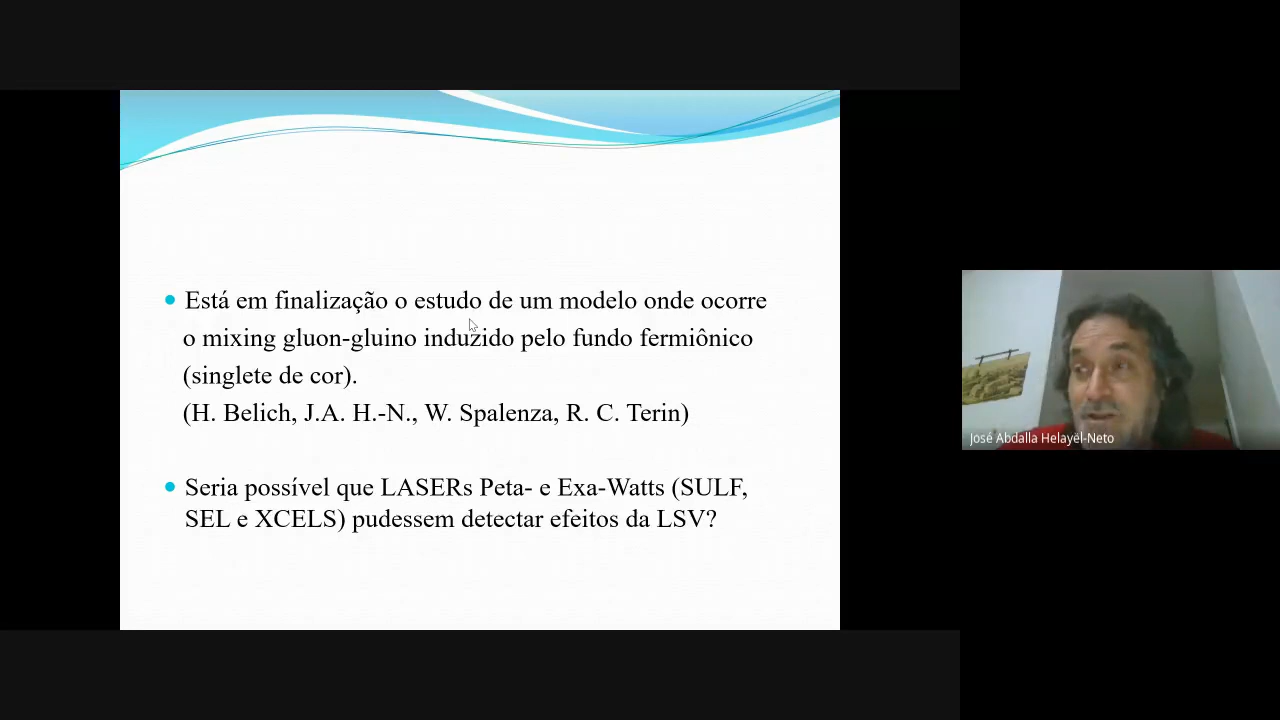 Está em finalização o estudo de um modelo onde ocorre
o mixing gluon-gluino induzido pelo fundo fermiônico
(singlete de cor).
(H. Belich, J.A. H.-N., W. Spalenza, R. C. Terin)
Seria possível que LASERs Peta- e Exa-Watts (SULF,
SEL e XCELS) pudessem detectar efeitos da LSV?
José Abdalla Helayël-Neto